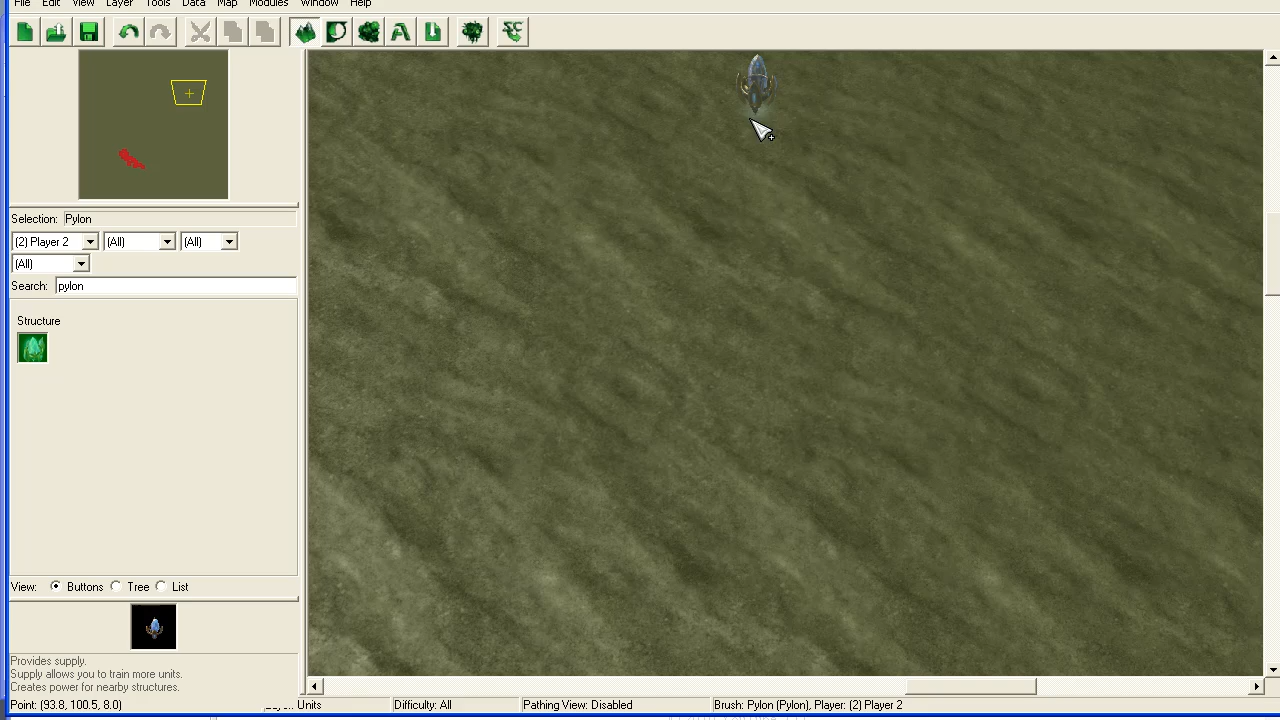 File Edit View Layer Tools Data Map Modules Window Help
Selection: Pylon
(2) Player 2 (All) (All)
(All)
Search: pylon
Structure
View: Buttons Tree List
Provides supply.
Supply allows you to train more units.
Creates power for nearby structures.
Point: (93.8, 100.5, 8.0) Units Difficulty: All Pathing View: Disabled Brush: Pylon (Pylon), Player: (2) Player 2